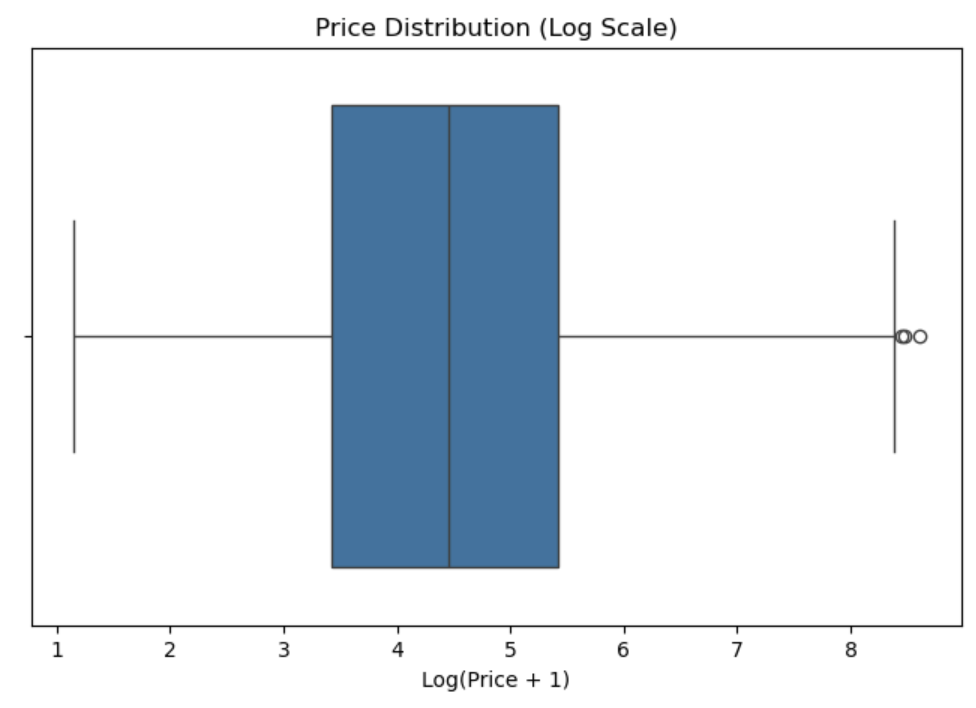 Price Distribution (Log Scale)
1 2 3 4 5 6 7 8
Log(Price + 1)